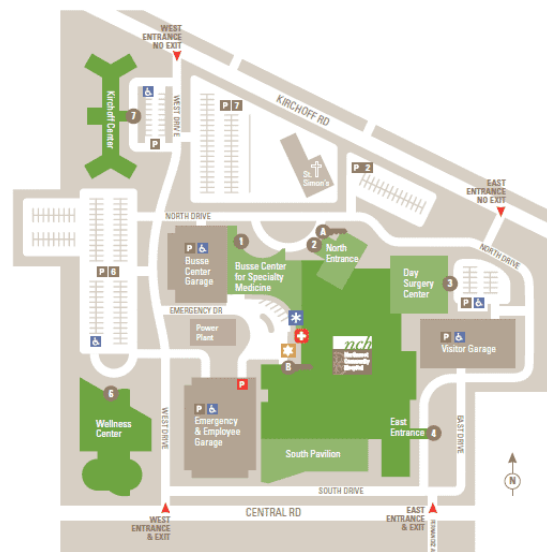 WEST
ENTRANCE
NO EXIT
KIRCHOFF RD
WEST DRIVE
Kirchoff Center
7
P
P 7
St.
Simon's
P 2
EAST
ENTRANCE
NO EXIT
NORTH DRIVE
NORTH DRIVE
A
1
2
North
Entrance
P
Busse
Center
Garage
Busse Center
for Specialty
Medicine
Day
Surgery
Center
3
P
P 6
EMERGENCY DR
Power
Plant
nch
Northwest
Community
Hospital
P
Visitor Garage
B
P
6
Wellness
Center
P
Emergency
& Employee
Garage
WEST DRIVE
East
Entrance
4
EAST DRIVE
South Pavilion
N
SOUTH DRIVE
CENTRAL RD
WEST
ENTRANCE
& EXIT
EAST
ENTRANCE
& EXIT